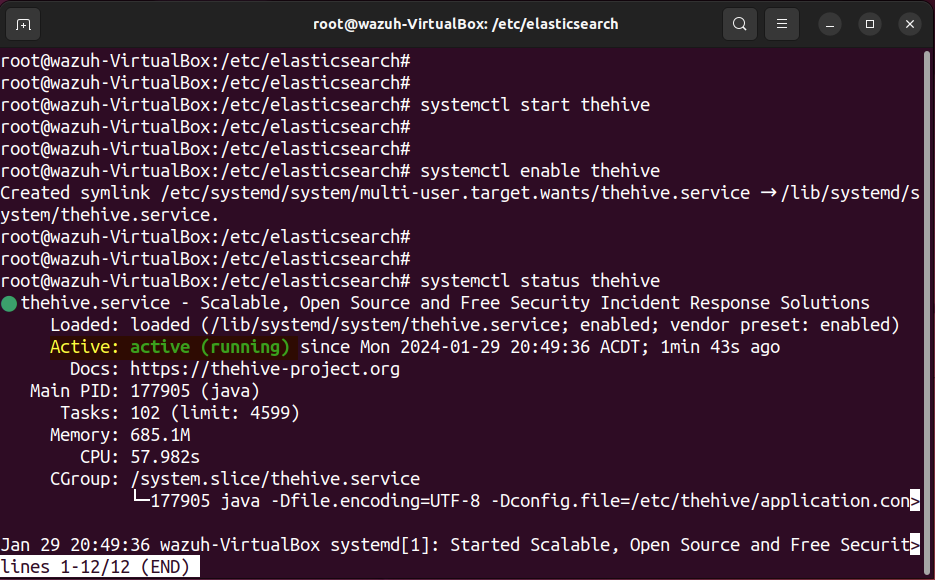 root@wazuh-VirtualBox: /etc/elasticsearch
root@wazuh-VirtualBox:/etc/elasticsearch#
root@wazuh-VirtualBox:/etc/elasticsearch#
root@wazuh-VirtualBox:/etc/elasticsearch# systemctl start thehive
root@wazuh-VirtualBox:/etc/elasticsearch#
root@wazuh-VirtualBox:/etc/elasticsearch#
root@wazuh-VirtualBox:/etc/elasticsearch# systemctl enable thehive
Created symlink /etc/systemd/system/multi-user.target.wants/thehive.service → /lib/systemd/s
ystem/thehive.service.
root@wazuh-VirtualBox:/etc/elasticsearch#
root@wazuh-VirtualBox:/etc/elasticsearch#
root@wazuh-VirtualBox:/etc/elasticsearch# systemctl status thehive
● thehive.service - Scalable, Open Source and Free Security Incident Response Solutions
     Loaded: loaded (/lib/systemd/system/thehive.service; enabled; vendor preset: enabled)
     Active: active (running) since Mon 2024-01-29 20:49:36 ACDT; 1min 43s ago
       Docs: https://thehive-project.org
   Main PID: 177905 (java)
      Tasks: 102 (limit: 4599)
     Memory: 685.1M
        CPU: 57.982s
     CGroup: /system.slice/thehive.service
             └─177905 java -Dfile.encoding=UTF-8 -Dconfig.file=/etc/thehive/application.con>
Jan 29 20:49:36 wazuh-VirtualBox systemd[1]: Started Scalable, Open Source and Free Securit>
lines 1-12/12 (END)